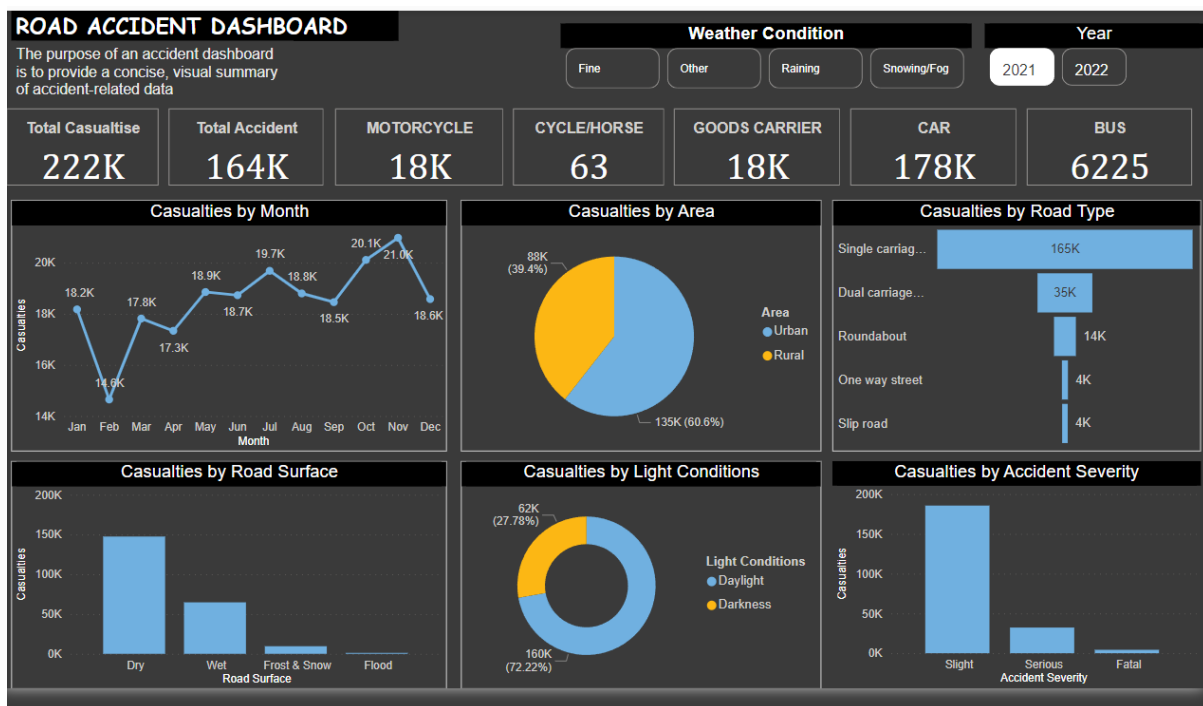 ROAD ACCIDENT DASHBOARD
The purpose of an accident dashboard
is to provide a concise, visual summary
of accident-related data
Weather Condition
Fine
Other
Raining
Snowing/Fog
Year
2021
2022
Total Casualtise
222K
Total Accident
164K
MOTORCYCLE
18K
CYCLE/HORSE
63
GOODS CARRIER
18K
CAR
178K
BUS
6225
Casualties by Month
Casualties
20K
18K
16K
14K
18.2K
14.6K
17.8K
17.3K
18.9K
18.7K
19.7K
18.8K
18.5K
20.1K
21.0K
18.6K
Jan Feb Mar Apr May Jun Jul Aug Sep Oct Nov Dec
Month
Casualties by Area
88K
(39.4%)
135K (60.6%)
Area
Urban
Rural
Casualties by Road Type
Single carriag... 165K
Dual carriage... 35K
Roundabout 14K
One way street 4K
Slip road 4K
Casualties by Road Surface
Casualties
200K
150K
100K
50K
0K
Dry Wet Frost & Snow Flood
Road Surface
Casualties by Light Conditions
62K
(27.78%)
160K
(72.22%)
Light Conditions
Daylight
Darkness
Casualties by Accident Severity
Casualties
200K
150K
100K
50K
0K
Slight Serious Fatal
Accident Severity